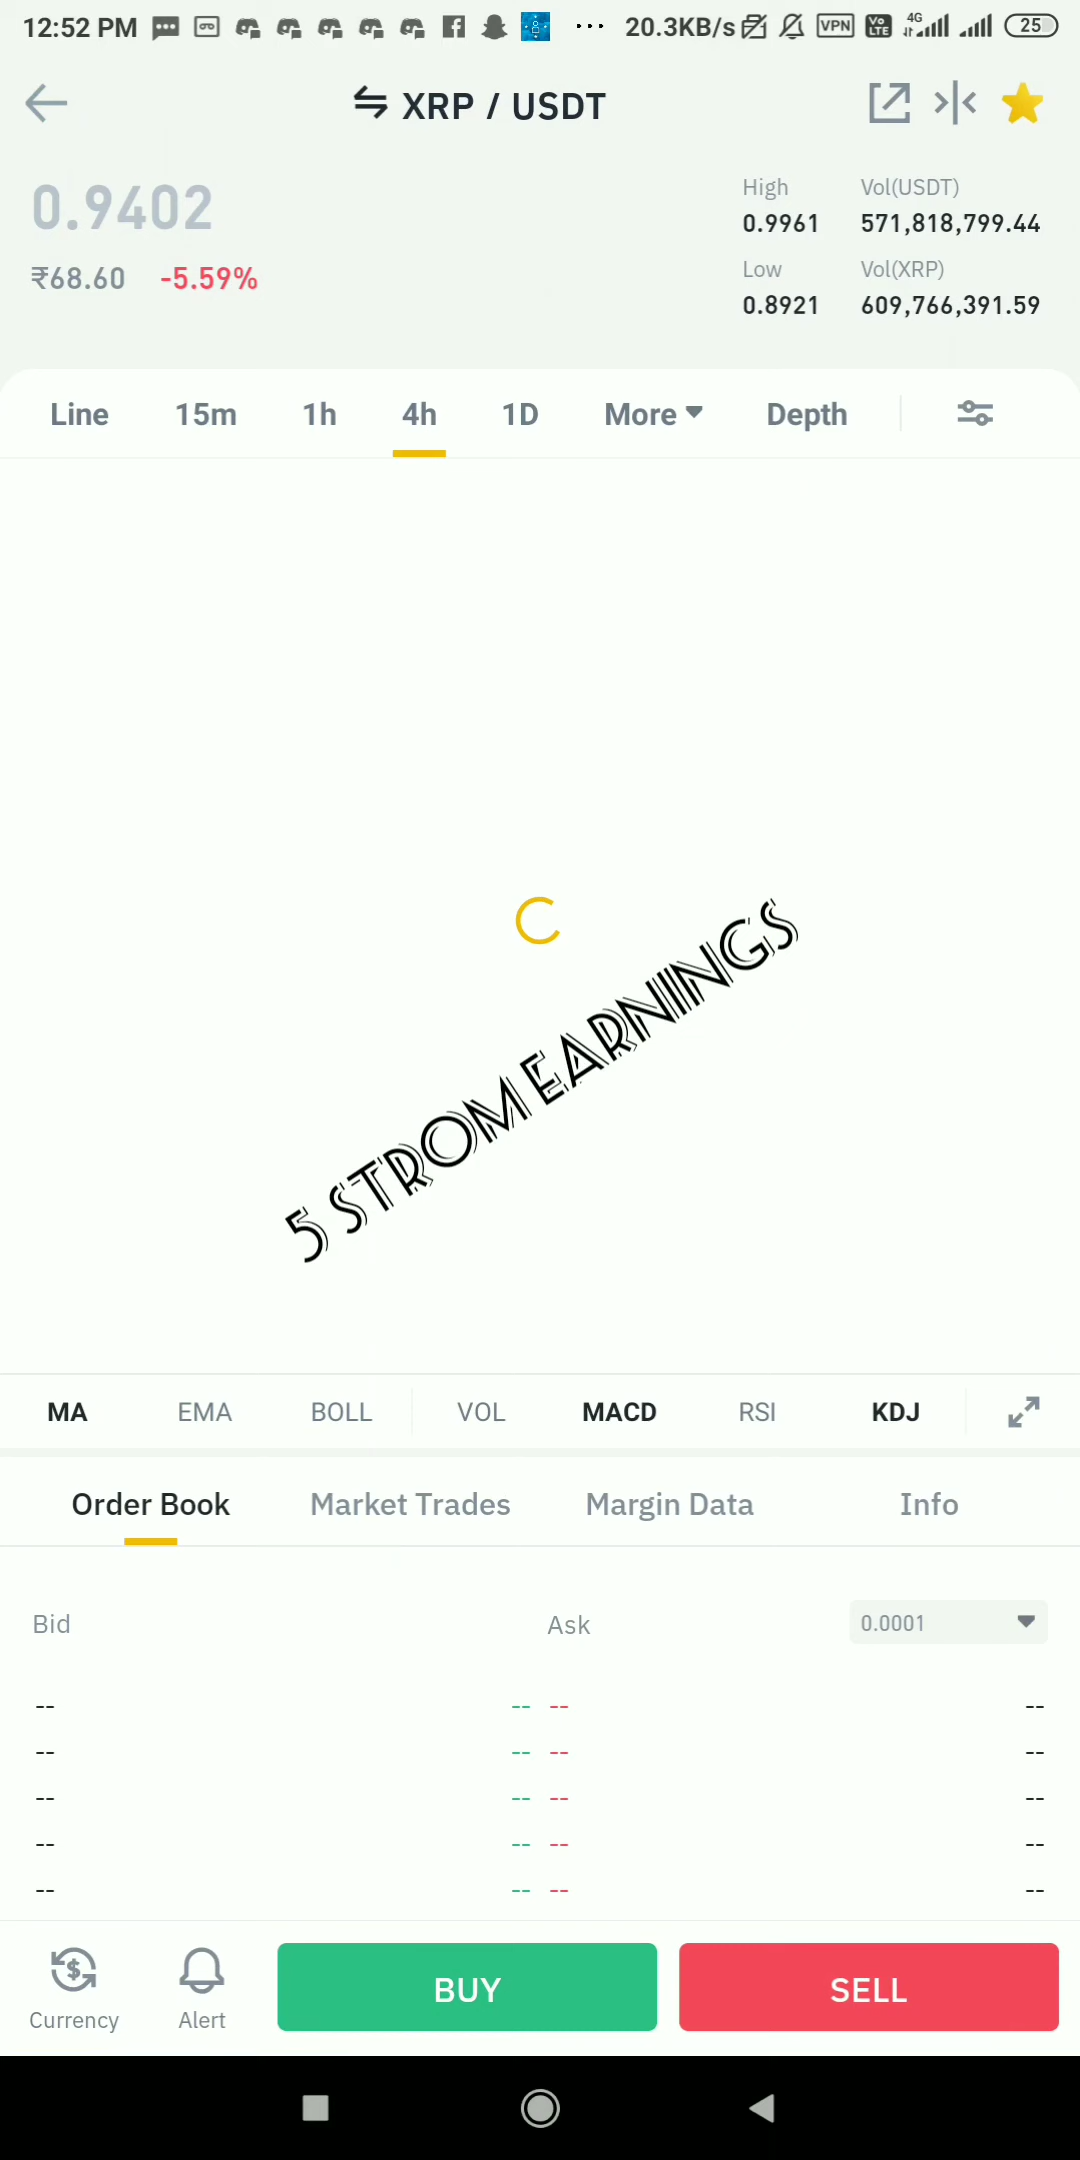 12:52 PM 20.3KB/s VPN Vo LTE 4G 25
XRP / USDT
0.9402
₹68.60 -5.59%
High Vol(USDT)
0.9961 571,818,799.44
Low Vol(XRP)
0.8921 609,766,391.59
Line 15m 1h 4h 1D More Depth
5 STROM EARNINGS
MA EMA BOLL VOL MACD RSI KDJ
Order Book Market Trades Margin Data Info
Bid Ask 0.0001
-- -- -- --
-- -- -- --
-- -- -- --
-- -- -- --
-- -- -- --
Currency Alert BUY SELL